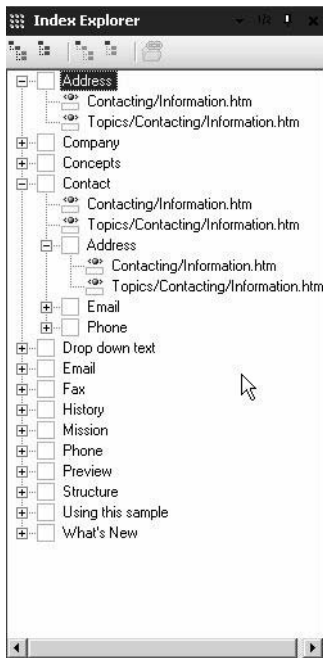 Index Explorer 1/2
Address
Contacting/Information.htm
Topics/Contacting/Information.htm
Company
Concepts
Contact
Contacting/Information.htm
Topics/Contacting/Information.htm
Address
Contacting/Information.htm
Topics/Contacting/Information.htm
Email
Phone
Drop down text
Email
Fax
History
Mission
Phone
Preview
Structure
Using this sample
What's New